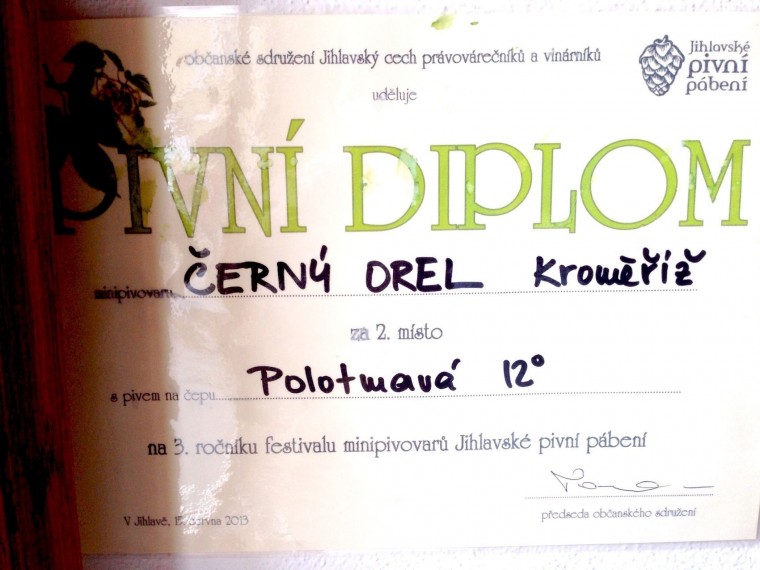 občanské sdružení Jihlavský cech právovárečníků a vinárníků
Jihlavské
pivní
pábení
uděluje
PIVNÍ DIPLOM
minipivovaru ČERNÝ OREL Kroměříž
za 2. místo
s pivem na čepu Polotmavá 12°
na 3. ročníku festivalu minipivovarů Jihlavské pivní pábení
V Jihlavě, června 2013
předseda občanského sdružení